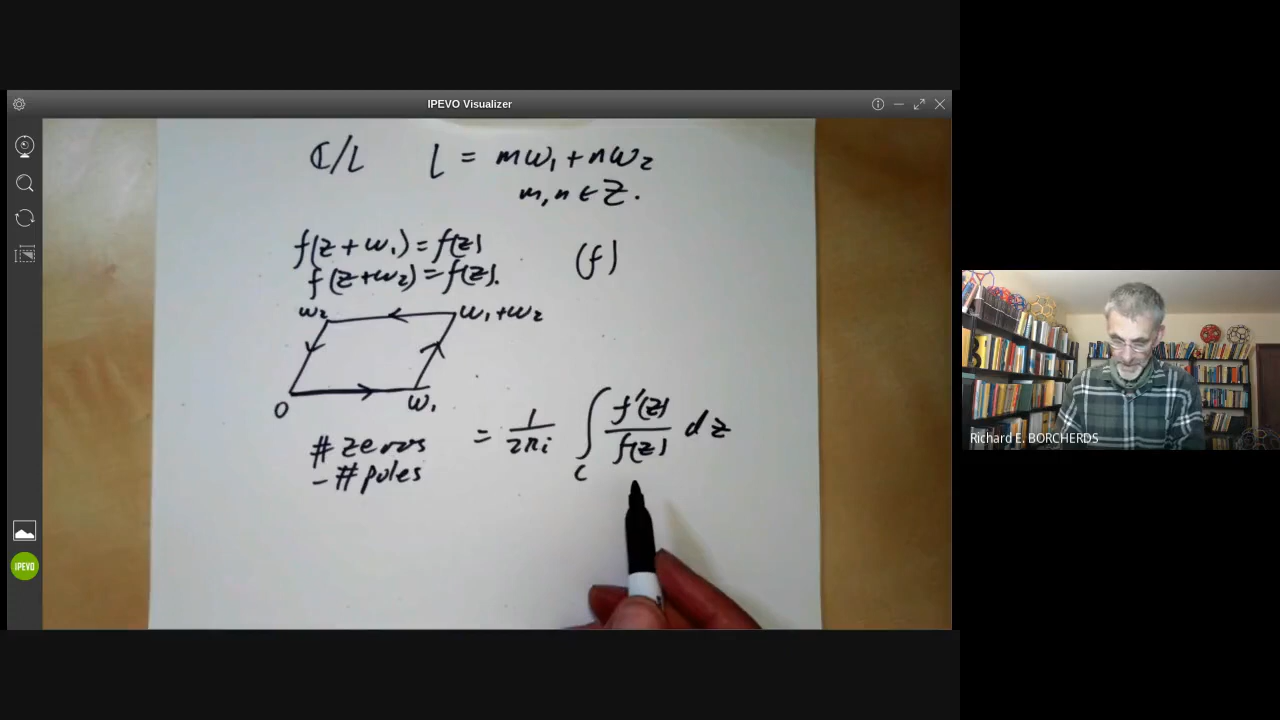 IPEVO Visualizer
ℂ/L   L = mω₁ + nω₂
m, n ∈ Z.
f(z + ω₁) = f(z)   (f)
f(z + ω₂) = f(z).
ω₂   ω₁ + ω₂
0   ω₁
# zeros
- # poles   = 1/2πi ∫_C f'(z)/f(z) dz
IPEVO
Richard E. BORCHERDS